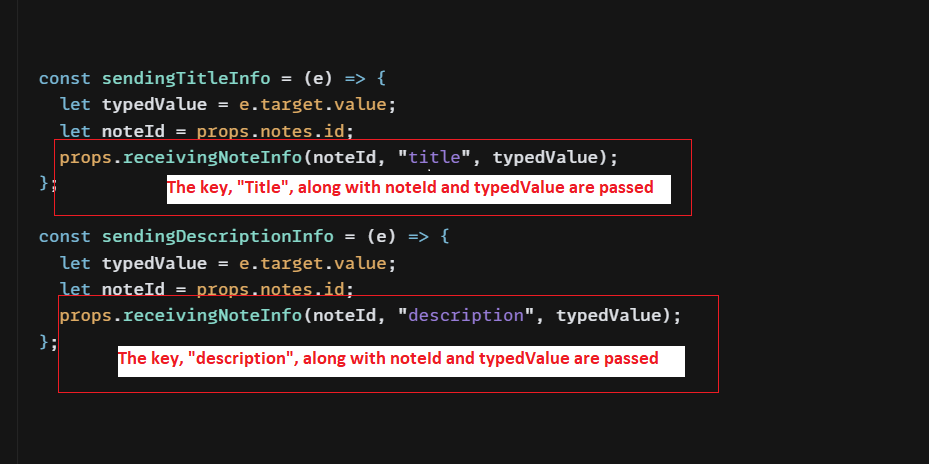 const sendingTitleInfo = (e) => {
let typedValue = e.target.value;
let noteId = props.notes.id;
props.receivingNoteInfo(noteId, "title", typedValue);
};
The key, "Title", along with noteId and typedValue are passed
const sendingDescriptionInfo = (e) => {
let typedValue = e.target.value;
let noteId = props.notes.id;
props.receivingNoteInfo(noteId, "description", typedValue);
};
The key, "description", along with noteId and typedValue are passed